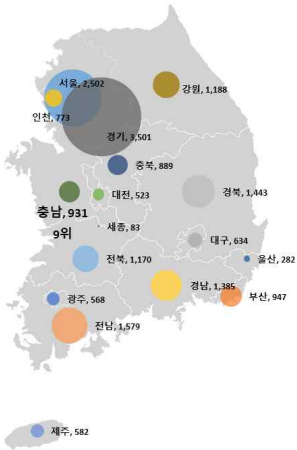 서울, 2,502
강원, 1,188
인천, 773
경기, 3,501
충북, 889
경북, 1,443
대전, 523
충남, 931
9위
세종, 83
대구, 634
전북, 1,170
울산, 282
경남, 1,385
부산, 947
광주, 568
전남, 1,579
제주, 582